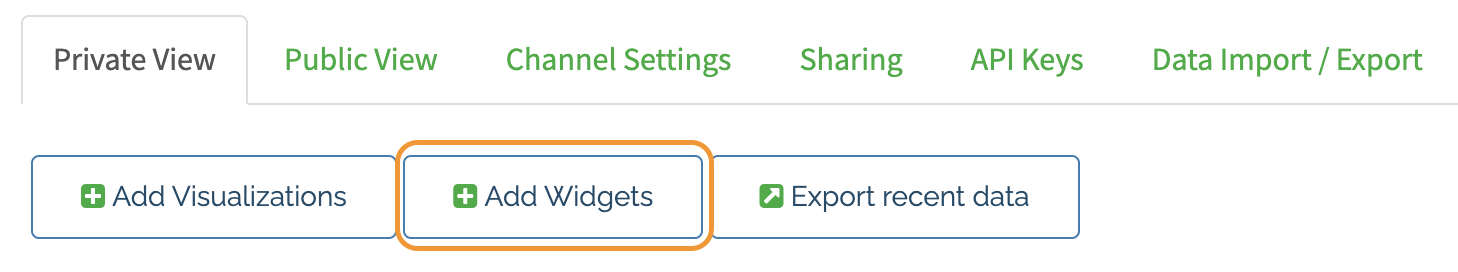 Private View Public View Channel Settings Sharing API Keys Data Import / Export
Add Visualizations Add Widgets Export recent data